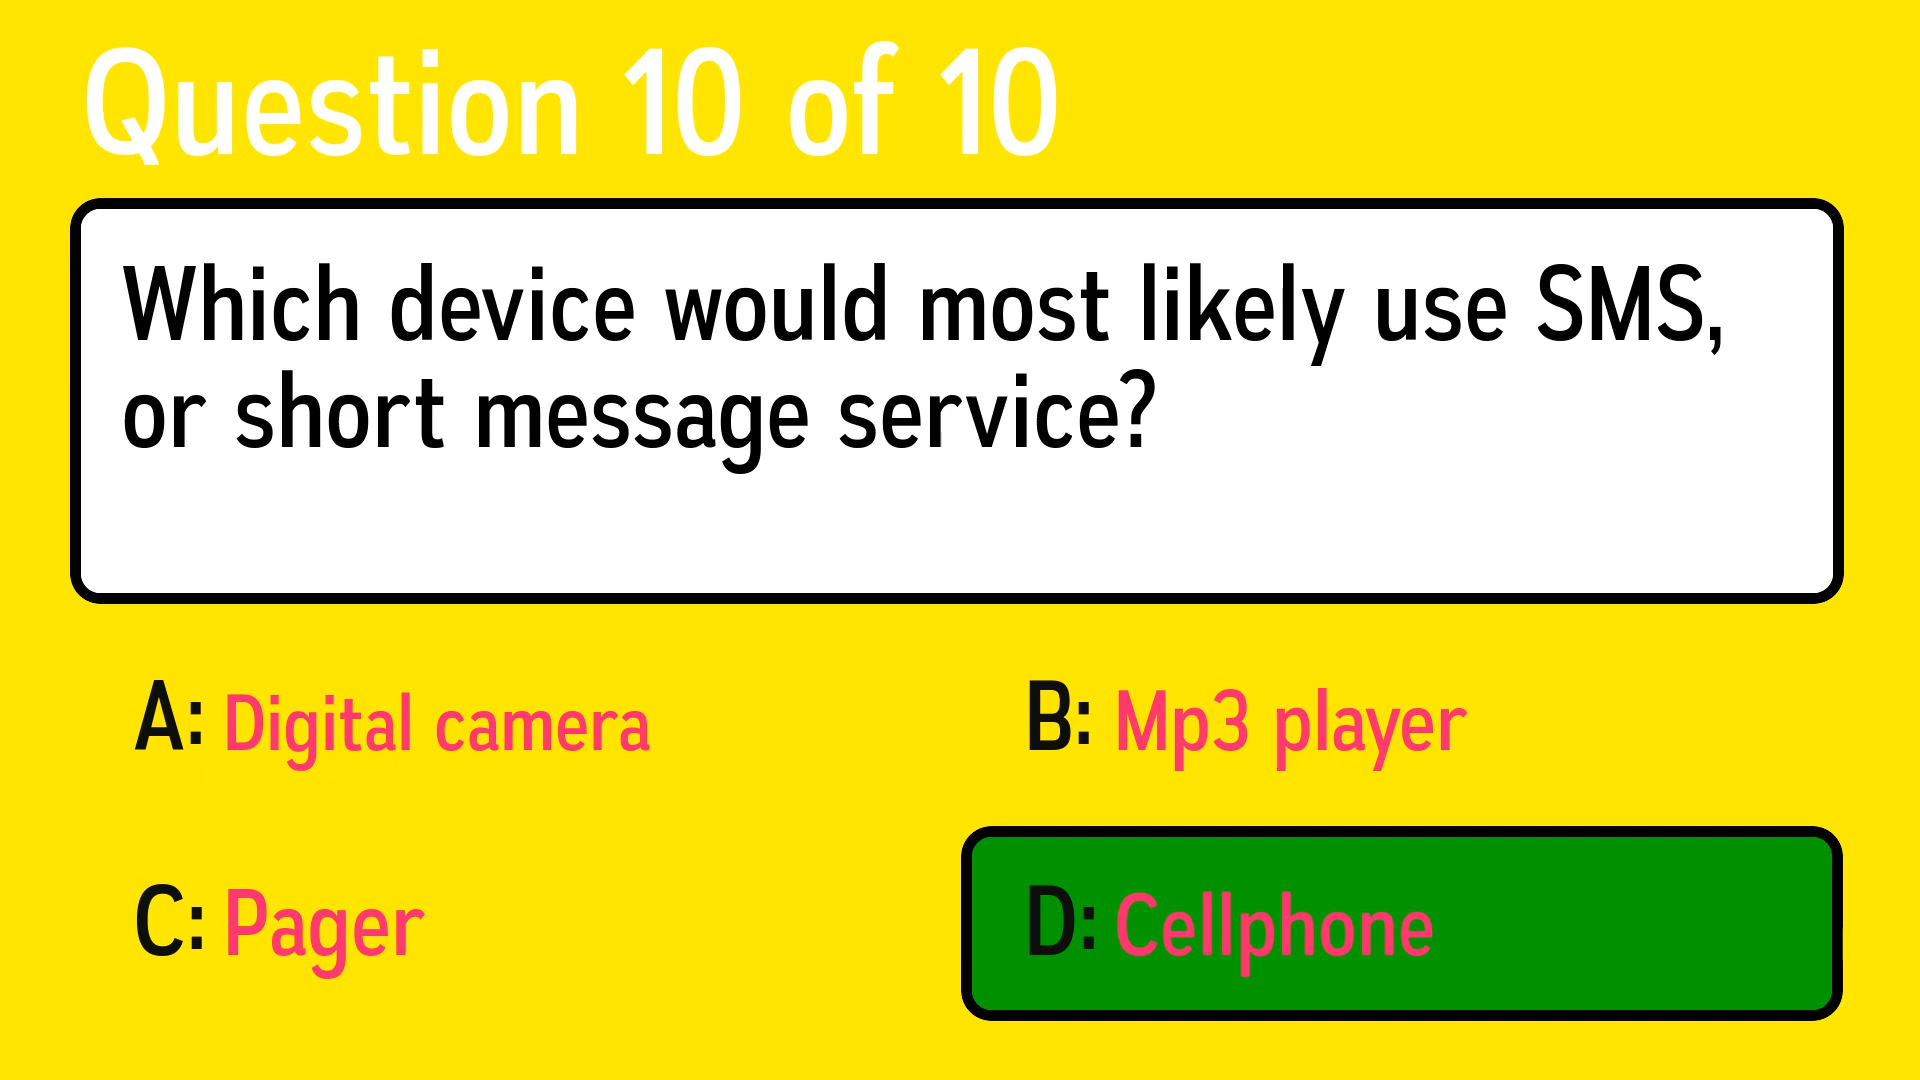 Question 10 of 10
Which device would most likely use SMS,
or short message service?
A: Digital camera
B: Mp3 player
C: Pager
D: Cellphone